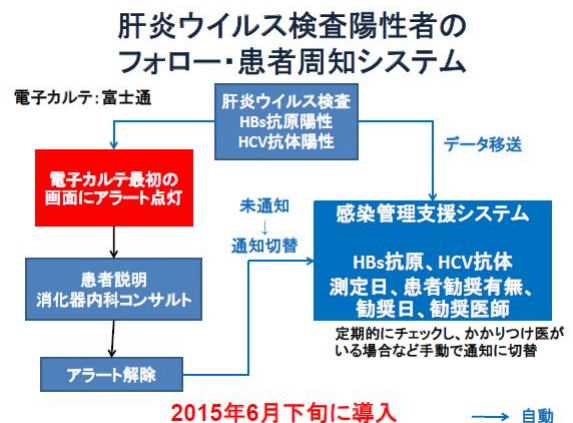 肝炎ウイルス検査陽性者の
フォロー・患者周知システム
電子カルテ：富士通
肝炎ウイルス検査
HBs抗原陽性
HCV抗体陽性
データ移送
電子カルテ最初の
画面にアラート点灯
未通知
↓
通知切替
感染管理支援システム
HBs抗原、HCV抗体
測定日、患者勧奨有無、
勧奨日、勧奨医師
患者説明
消化器内科コンサルト
定期的にチェックし、かかりつけ医が
いる場合など手動で通知に切替
アラート解除
2015年6月下旬に導入
→ 自動